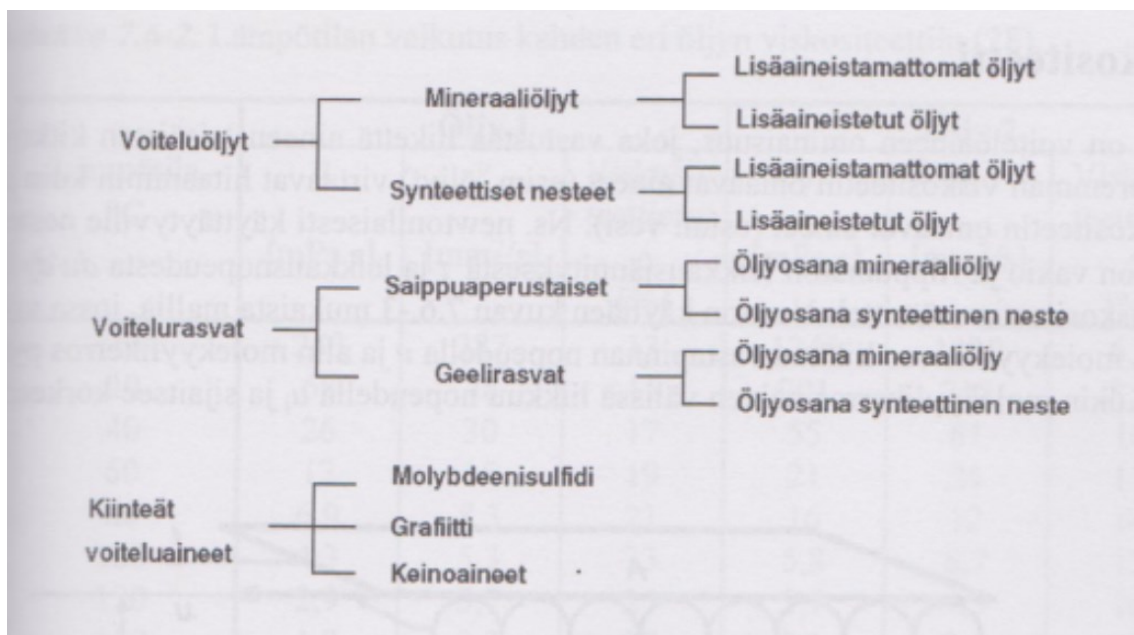 Lisäaineistamattomat öljyt
Mineraaliöljyt
Lisäaineistetut öljyt
Voiteluöljyt
Lisäaineistamattomat öljyt
Synteettiset nesteet
Lisäaineistetut öljyt
Öljyosana mineraaliöljy
Saippuaperustaiset
Öljyosana synteettinen neste
Voitelurasvat
Öljyosana mineraaliöljy
Geelirasvat
Öljyosana synteettinen neste
Molybdeenisulfidi
Kiinteät
voiteluaineet
Grafiitti
Keinoaineet